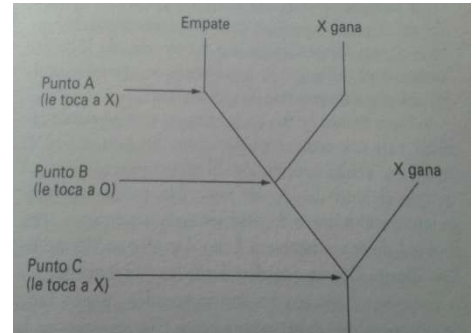 Empate
X gana
Punto A
(le toca a X)
Punto B
(le toca a O)
X gana
Punto C
(le toca a X)